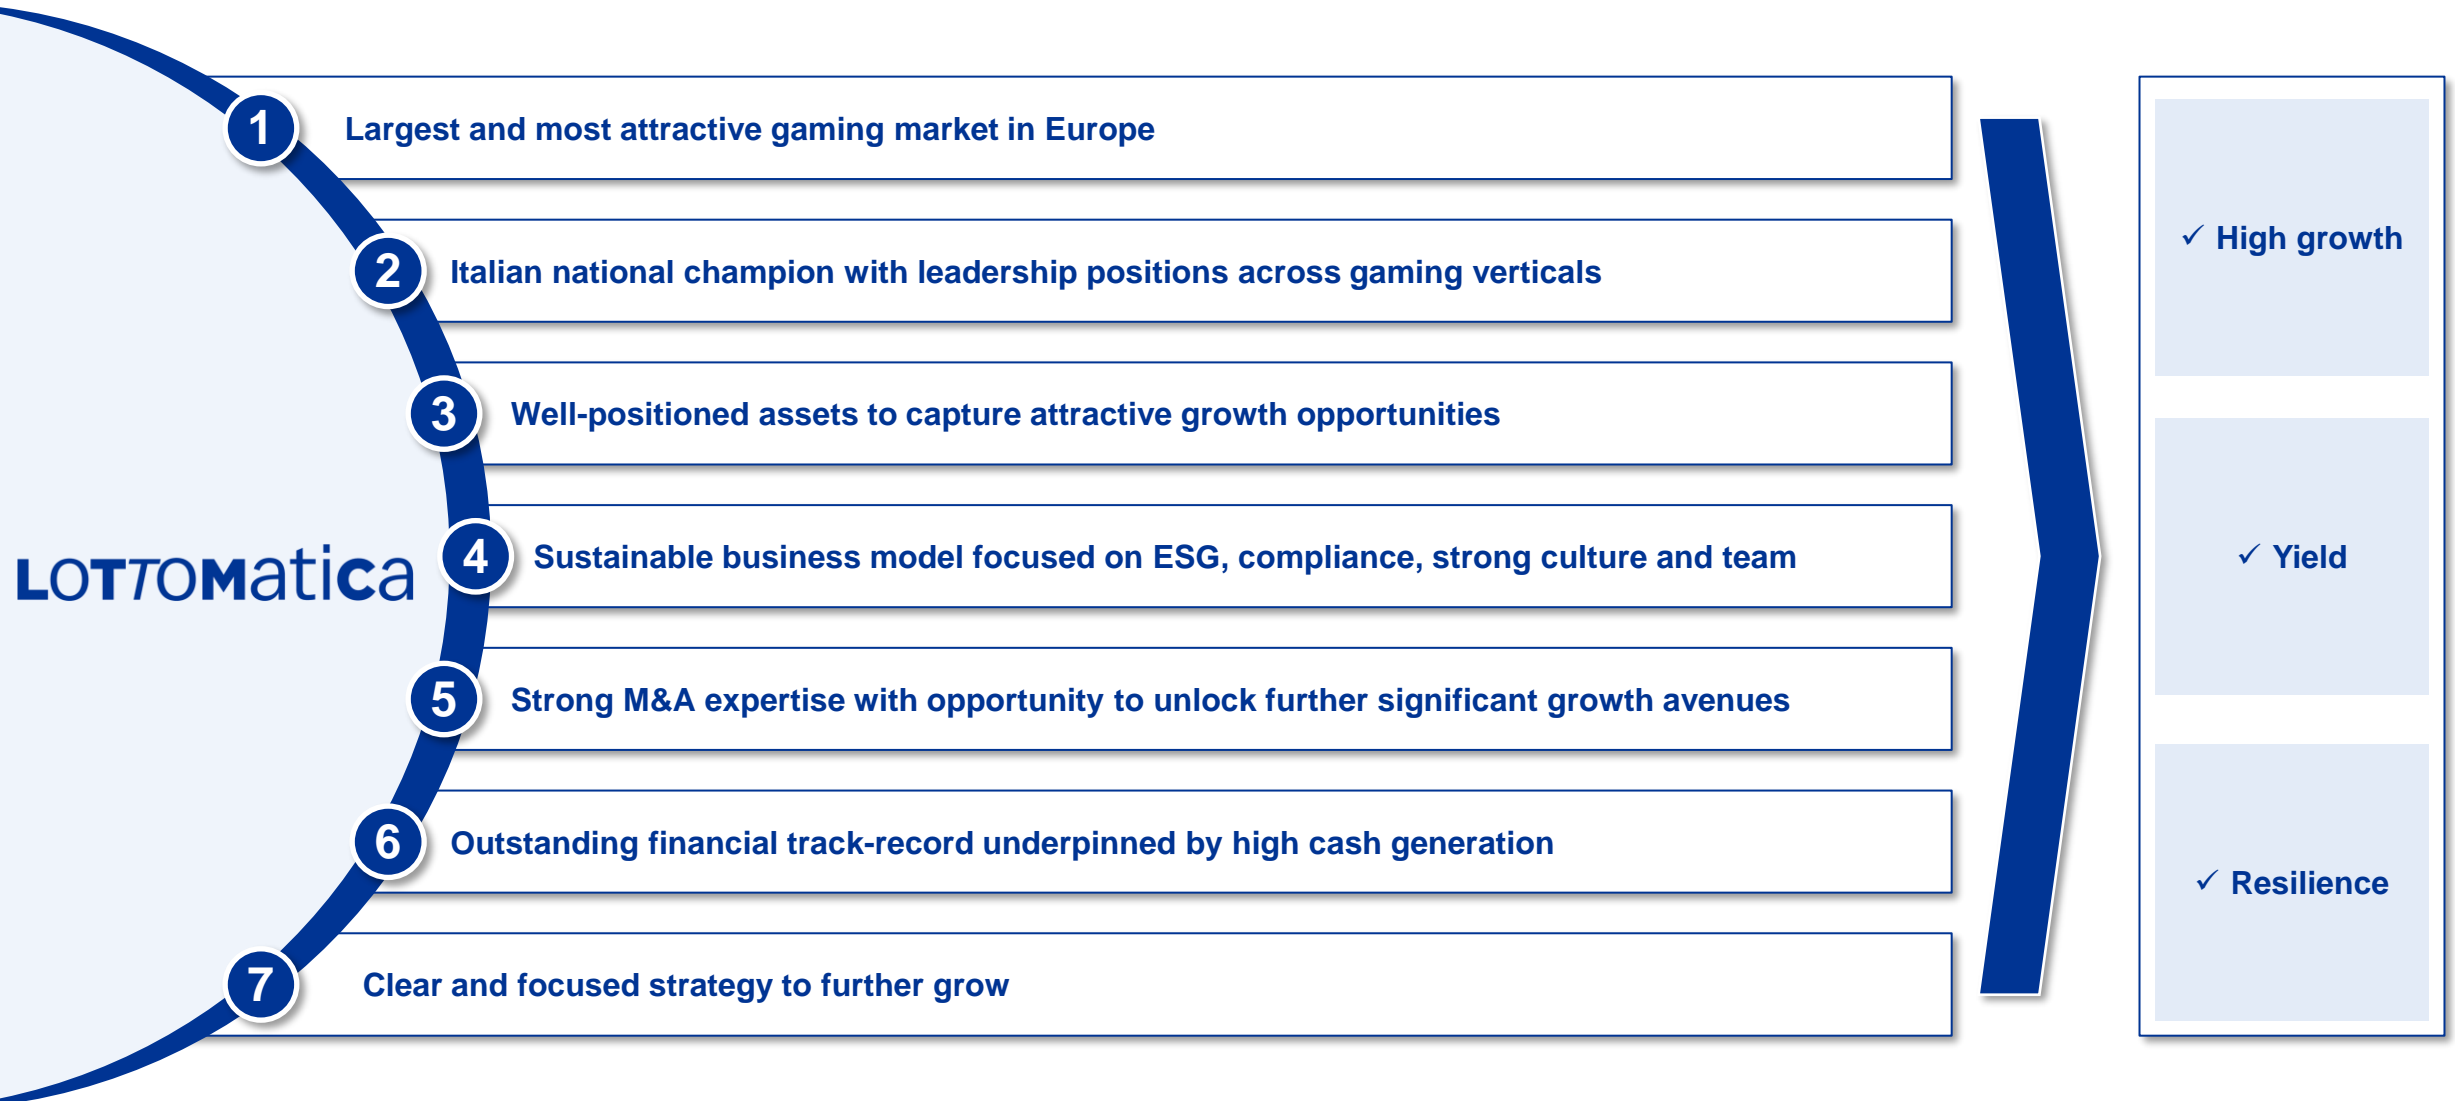 LOTTOMatiCa
1
Largest and most attractive gaming market in Europe
2
Italian national champion with leadership positions across gaming verticals
3
Well-positioned assets to capture attractive growth opportunities
4
Sustainable business model focused on ESG, compliance, strong culture and team
5
Strong M&A expertise with opportunity to unlock further significant growth avenues
6
Outstanding financial track-record underpinned by high cash generation
7
Clear and focused strategy to further grow
✓ High growth
✓ Yield
✓ Resilience